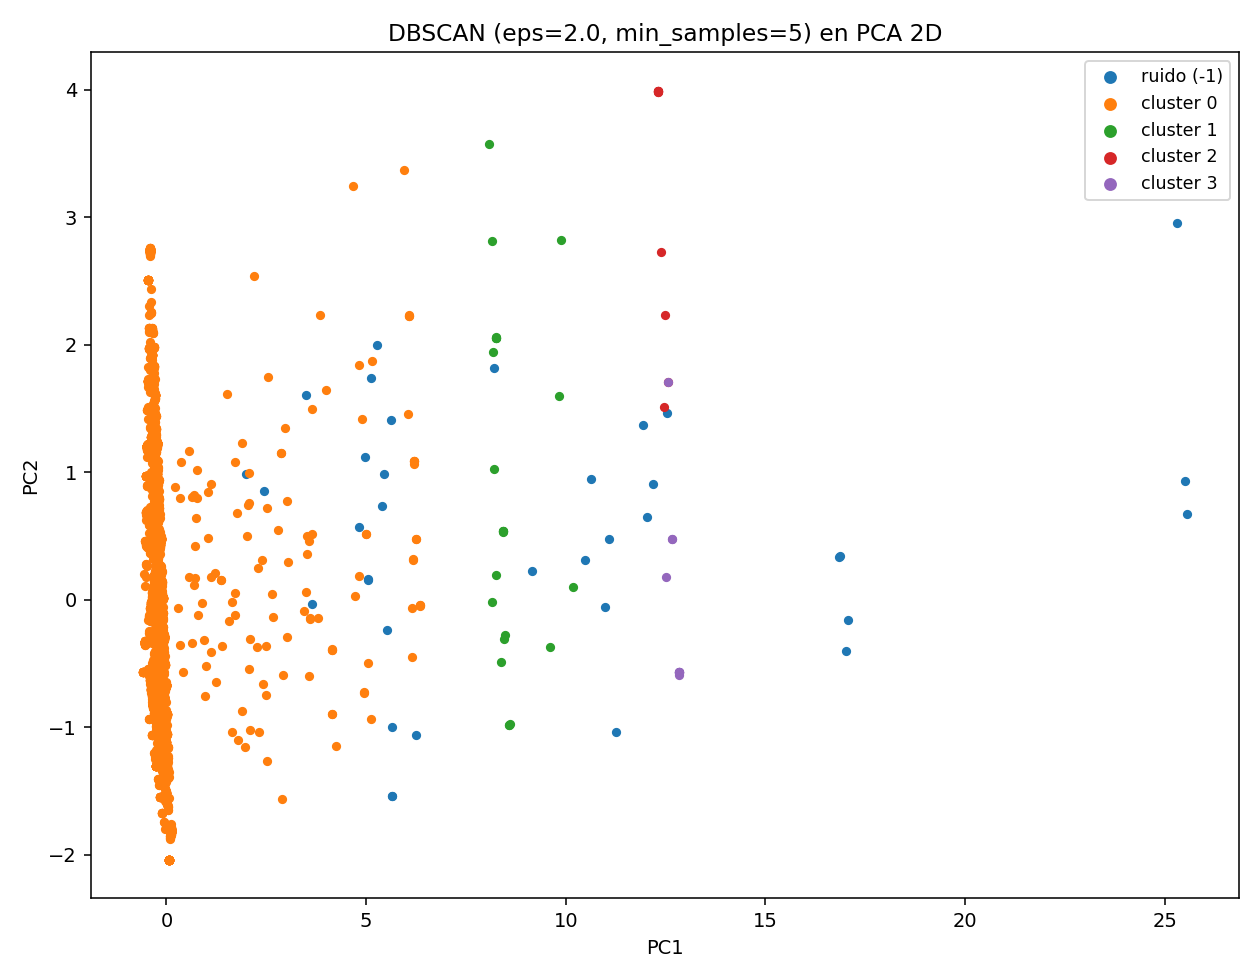 DBSCAN (eps=2.0, min_samples=5) en PCA 2D
ruido (-1)
cluster 0
cluster 1
cluster 2
cluster 3
4
3
2
1
0
−1
−2
PC2
0 5 10 15 20 25
PC1